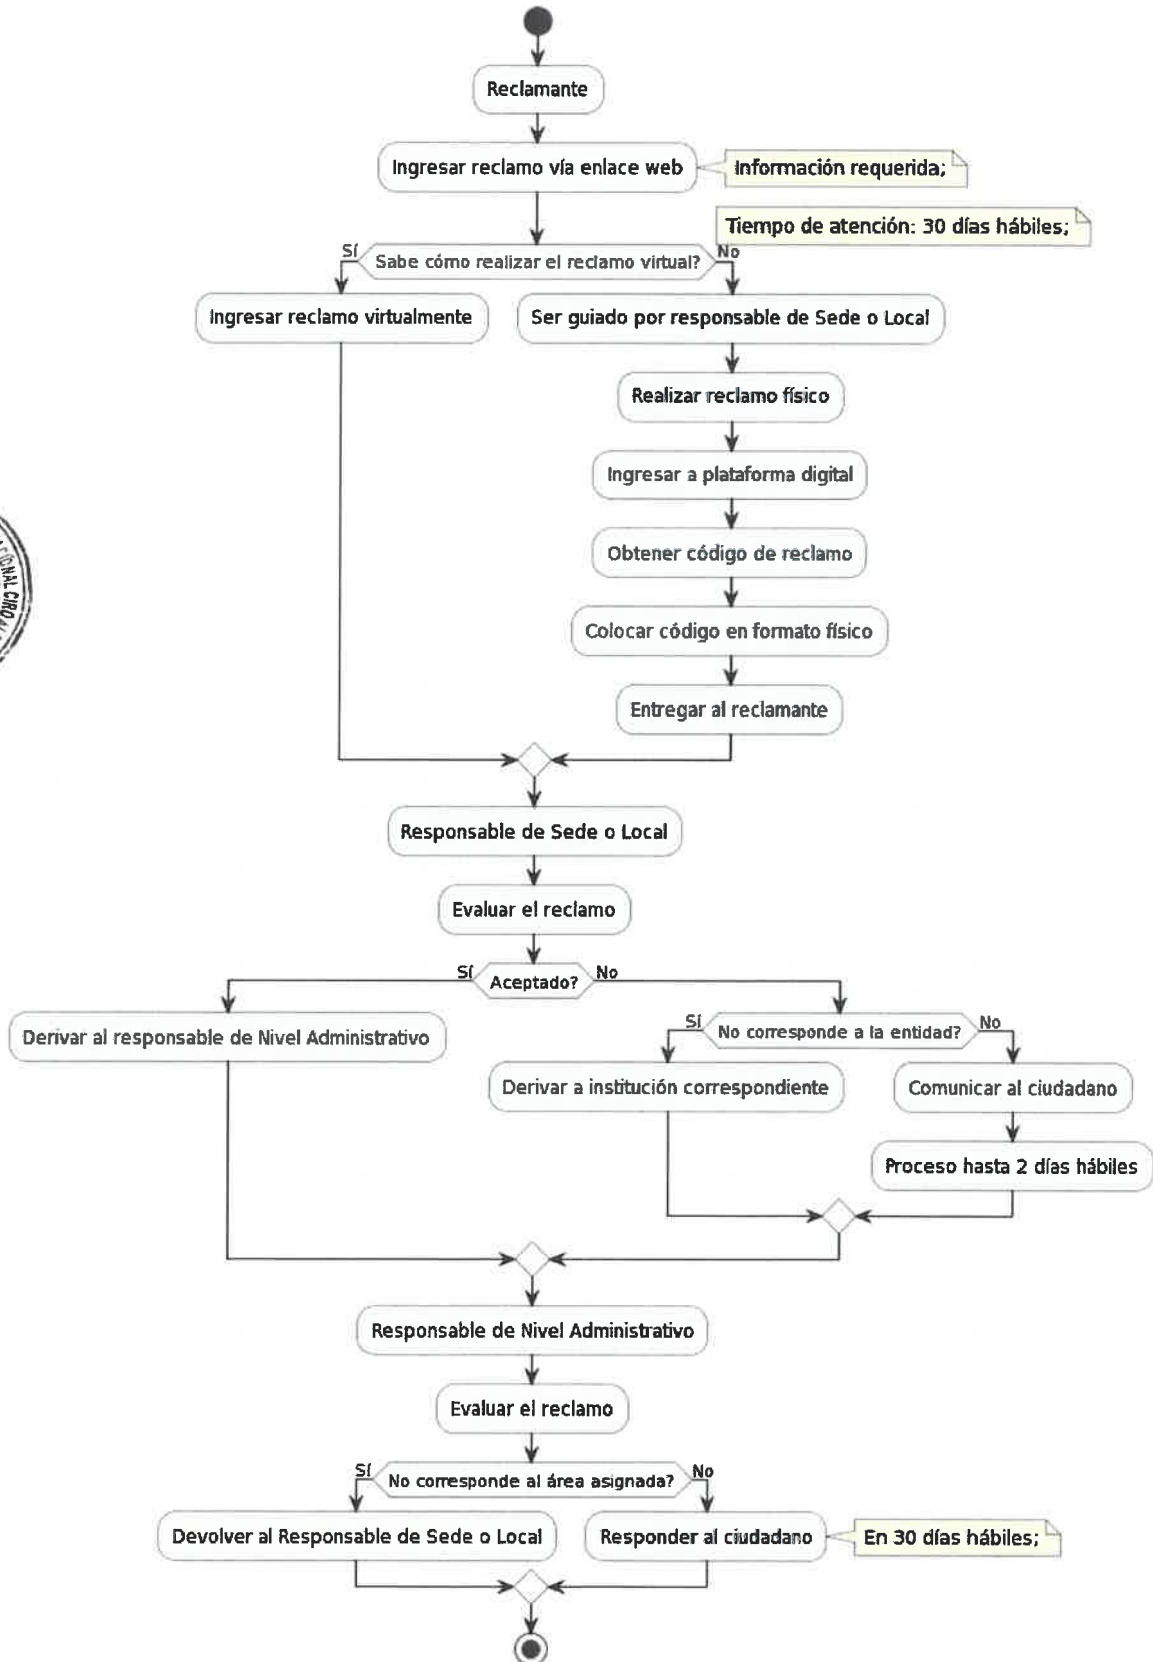 Reclamante
Ingresar reclamo vía enlace web
Información requerida;
Tiempo de atención: 30 días hábiles;
Sí
Sabe cómo realizar el reclamo virtual?
No
Ingresar reclamo virtualmente
Ser guiado por responsable de Sede o Local
Realizar reclamo físico
Ingresar a plataforma digital
Obtener código de reclamo
CIONAL CIRO
Colocar código en formato físico
Entregar al reclamante
Responsable de Sede o Local
Evaluar el reclamo
Sí
Aceptado?
No
Derivar al responsable de Nivel Administrativo
Sí
No corresponde a la entidad?
No
Derivar a institución correspondiente
Comunicar al ciudadano
Proceso hasta 2 días hábiles
Responsable de Nivel Administrativo
Evaluar el reclamo
Sí
No corresponde al área asignada?
No
Devolver al Responsable de Sede o Local
Responder al ciudadano
En 30 días hábiles;